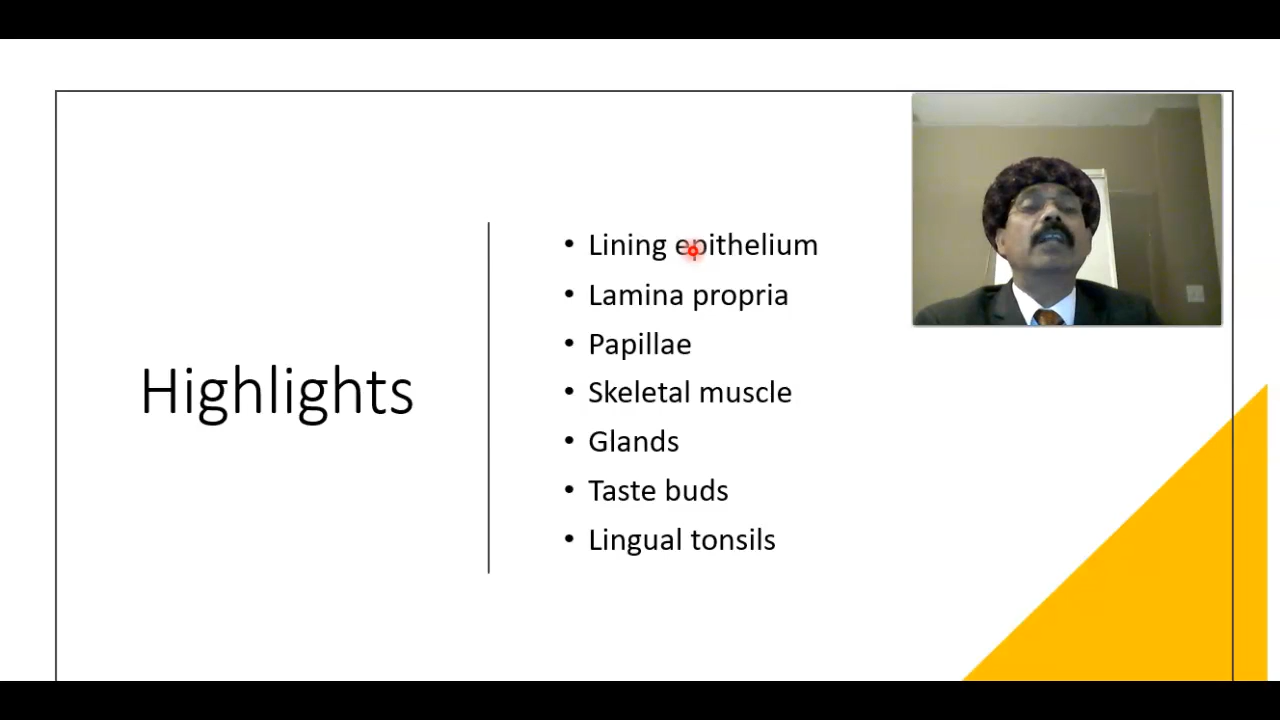 Highlights
• Lining epithelium
• Lamina propria
• Papillae
• Skeletal muscle
• Glands
• Taste buds
• Lingual tonsils